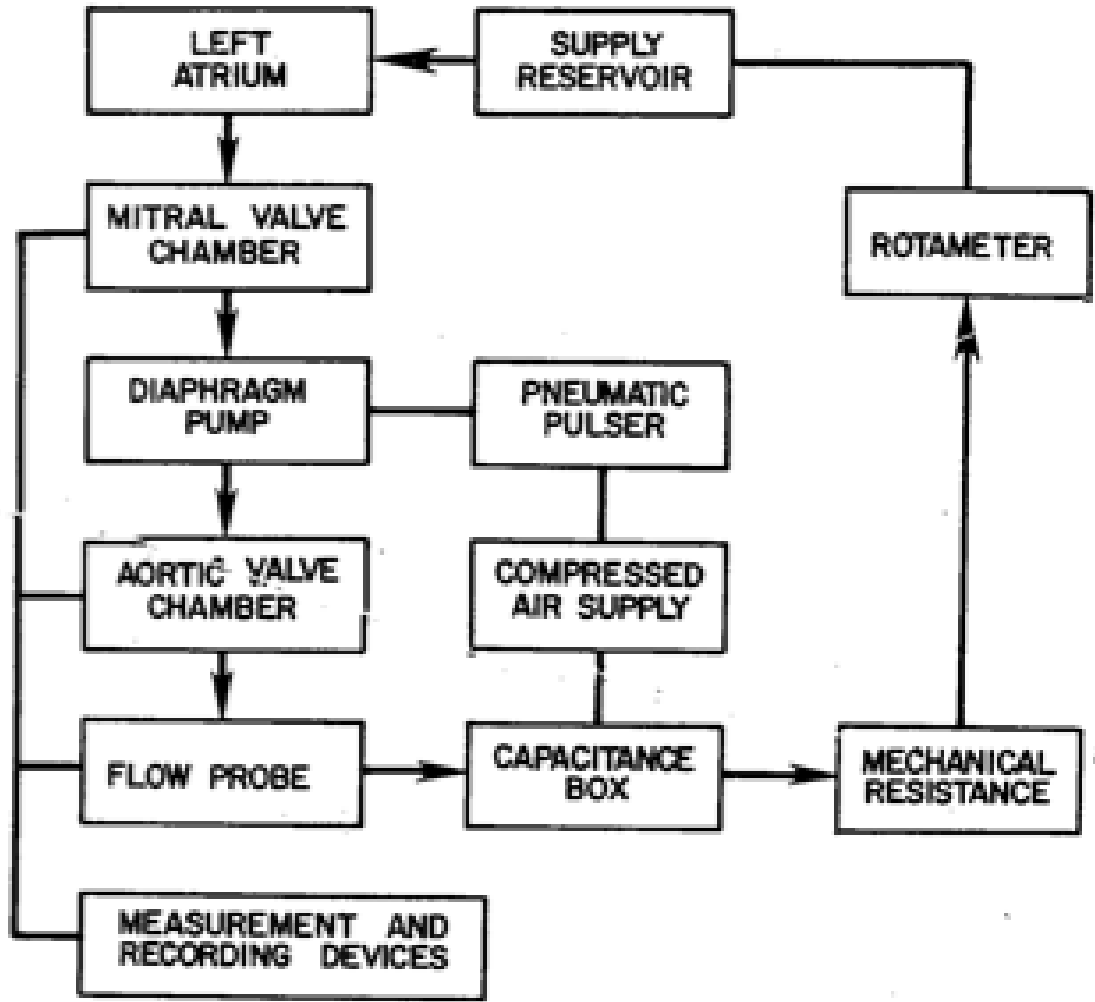 LEFT
ATRIUM
SUPPLY
RESERVOIR
MITRAL VALVE
CHAMBER
ROTAMETER
DIAPHRAGM
PUMP
PNEUMATIC
PULSER
AORTIC VALVE
CHAMBER
COMPRESSED
AIR SUPPLY
FLOW PROBE
CAPACITANCE
BOX
MECHANICAL
RESISTANCE
MEASUREMENT AND
RECORDING DEVICES